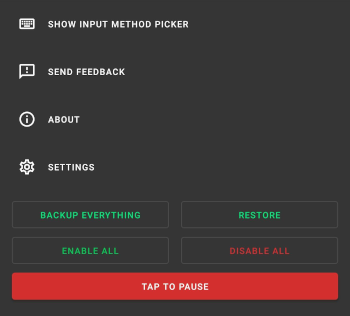 SHOW INPUT METHOD PICKER
SEND FEEDBACK
ABOUT
SETTINGS
BACKUP EVERYTHING
RESTORE
ENABLE ALL
DISABLE ALL
TAP TO PAUSE